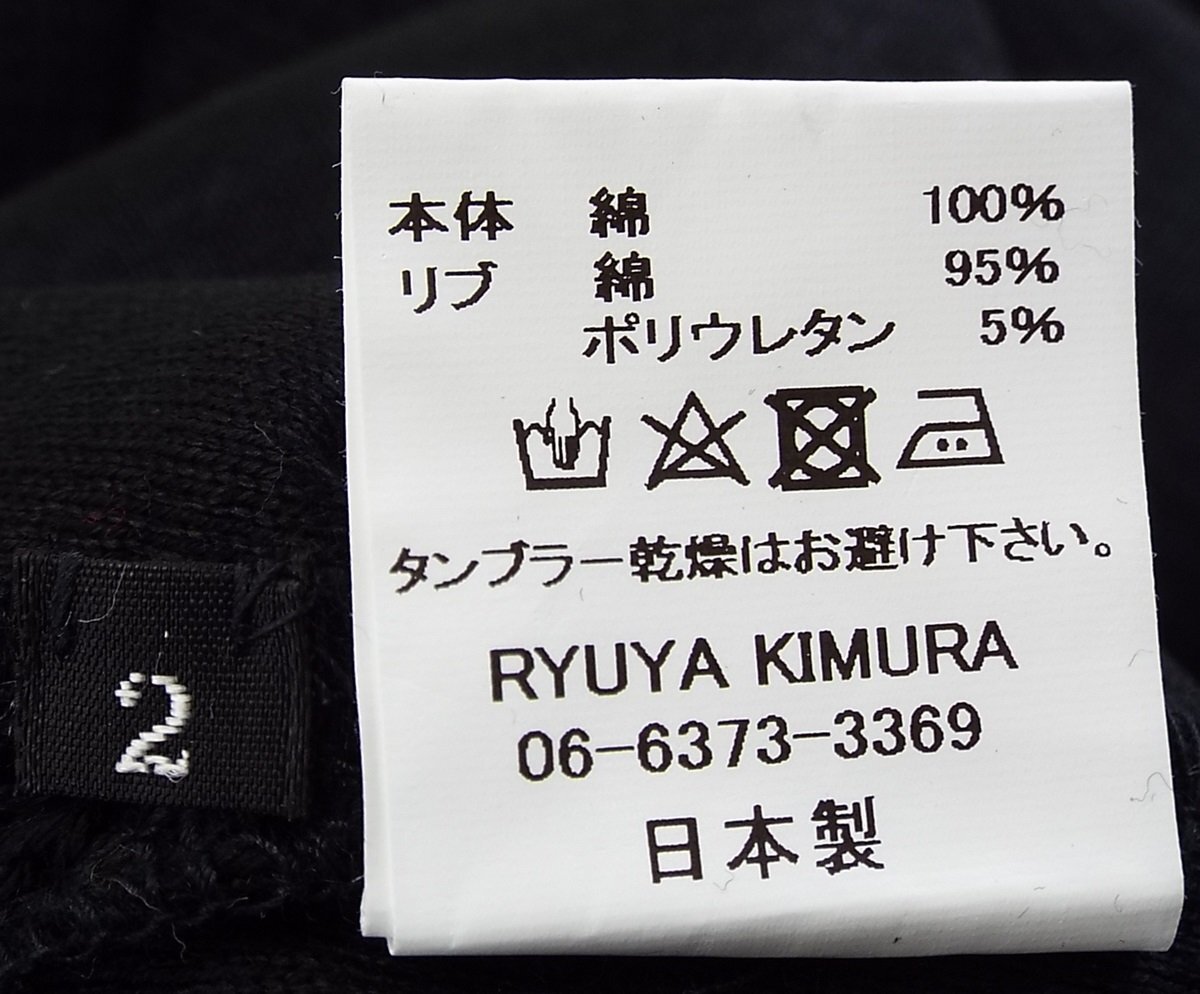 本体 綿 100%
リブ 綿 95%
ポリウレタン 5%
タンブラー乾燥はお避け下さい。
RYUYA KIMURA
06-6373-3369
日本製
2